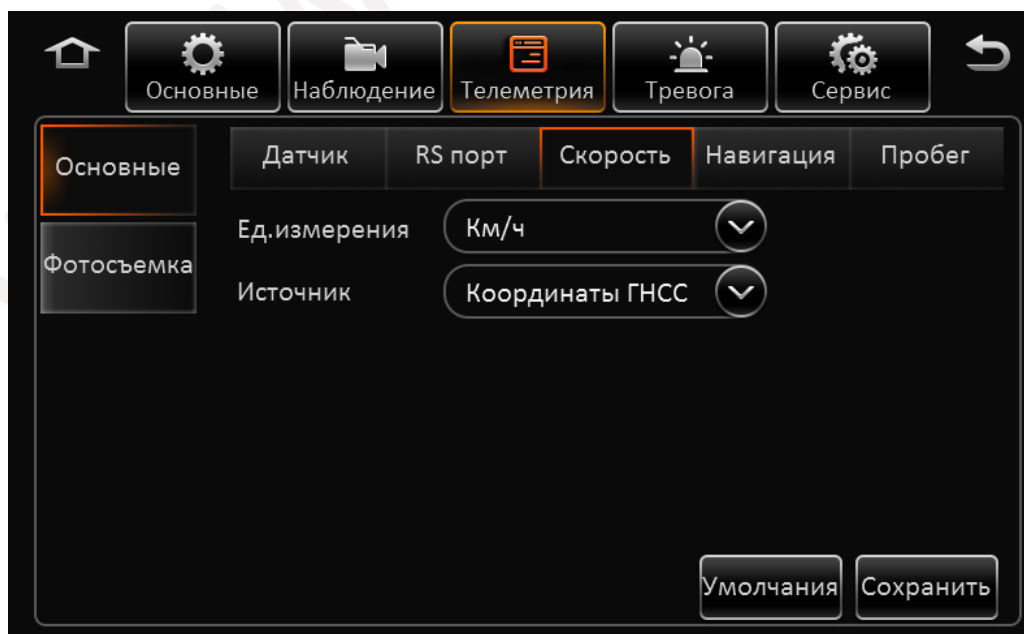 Основные Наблюдение Телеметрия Тревога Сервис
Основные
Датчик RS порт Скорость Навигация Пробег
Ед.измерения Км/ч
Фотосъемка
Источник Координаты ГНСС
Умолчания Сохранить